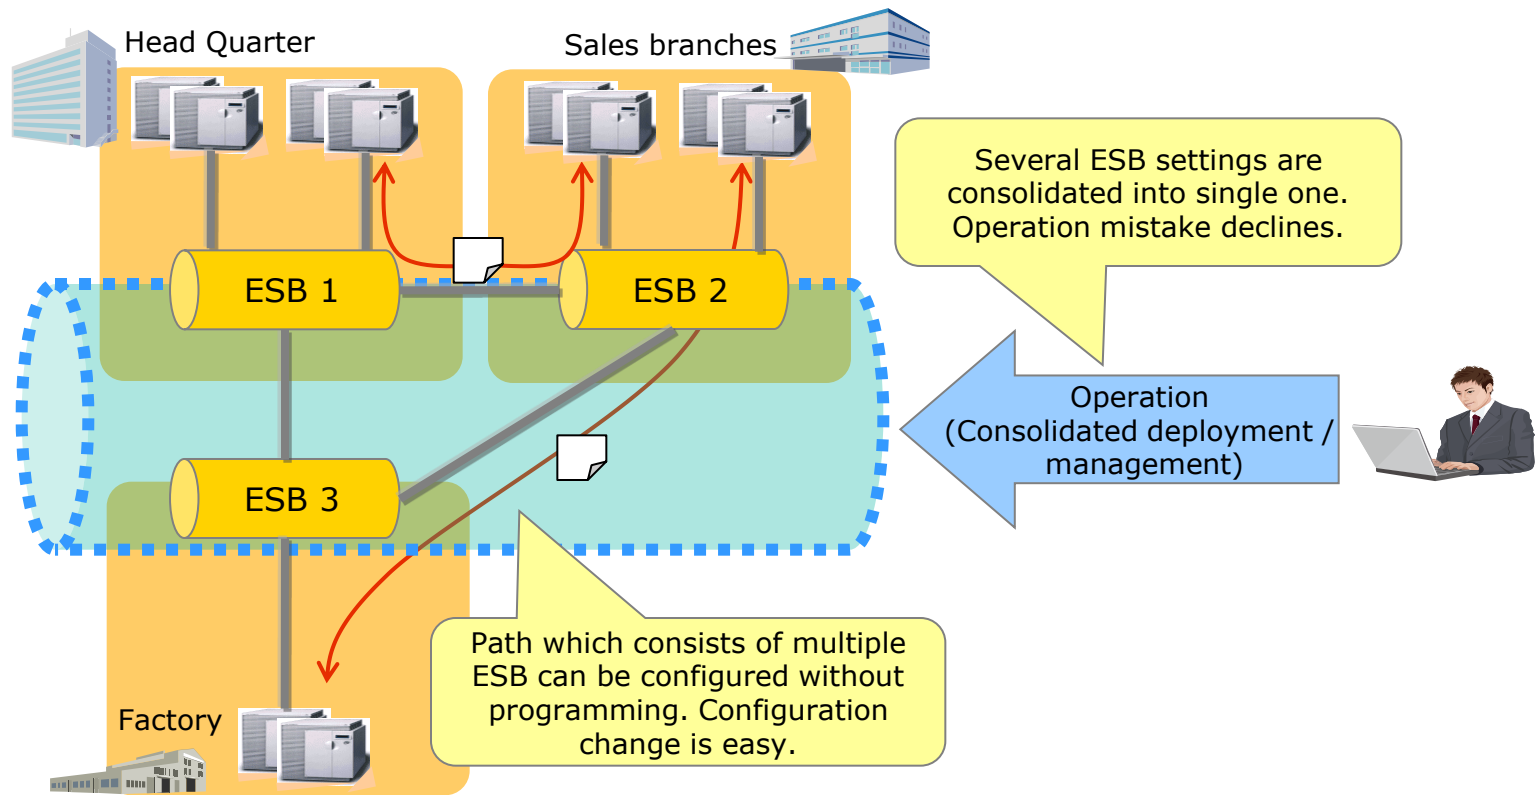 Head Quarter
Sales branches
Several ESB settings are
consolidated into single one.
Operation mistake declines.
ESB 1
ESB 2
Operation
(Consolidated deployment /
management)
ESB 3
Path which consists of multiple
ESB can be configured without
programming. Configuration
change is easy.
Factory